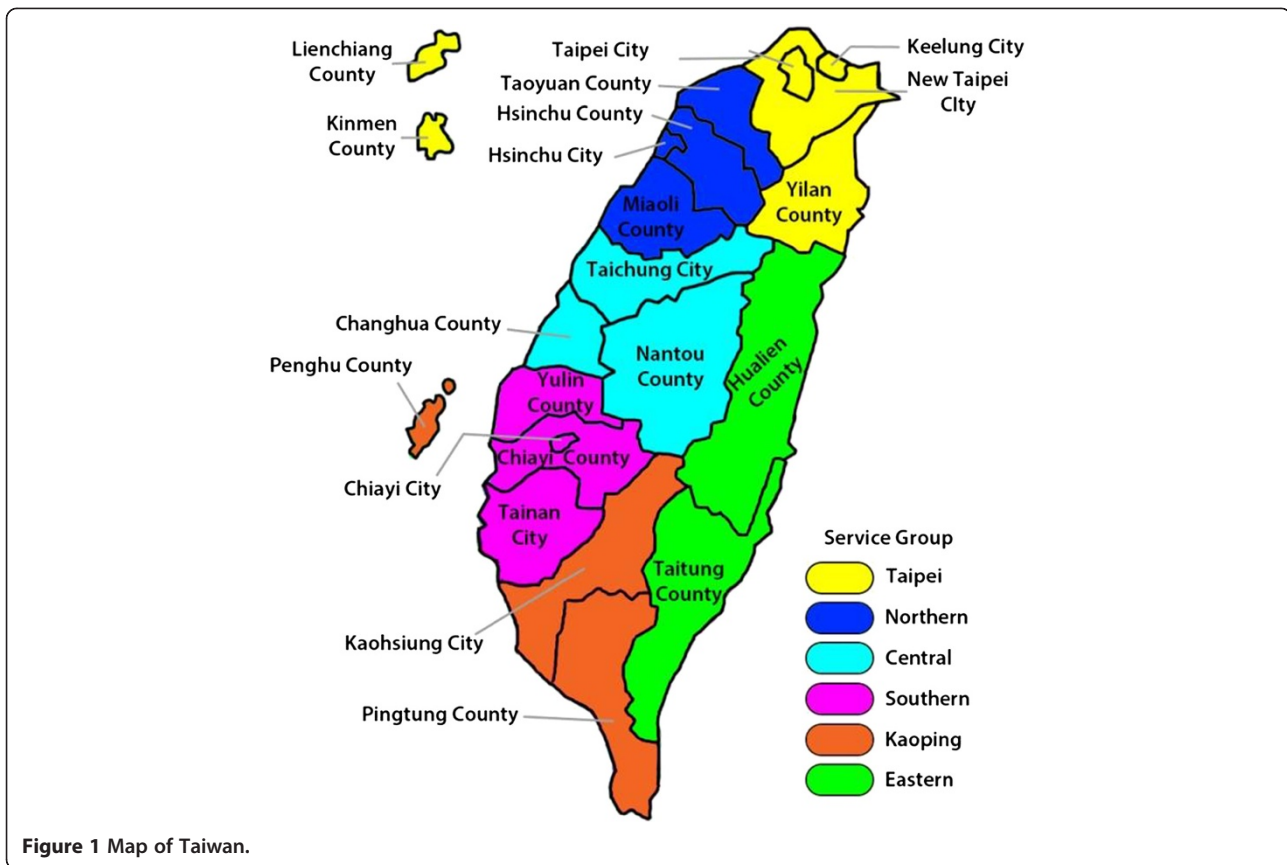 Lienchiang
County
Kinmen
County
Taipei City
Taoyuan County
Hsinchu County
Hsinchu City
Keelung City
New Taipei
CIty
Yilan
County
Miaoli
County
Taichung City
Changhua County
Penghu County
Nantou
County
Hualien
County
Yulin
County
Chiayi County
Chiayi City
Tainan
City
Taitung
County
Kaohsiung City
Pingtung County
Service Group
Taipei
Northern
Central
Southern
Kaoping
Eastern
Figure 1 Map of Taiwan.